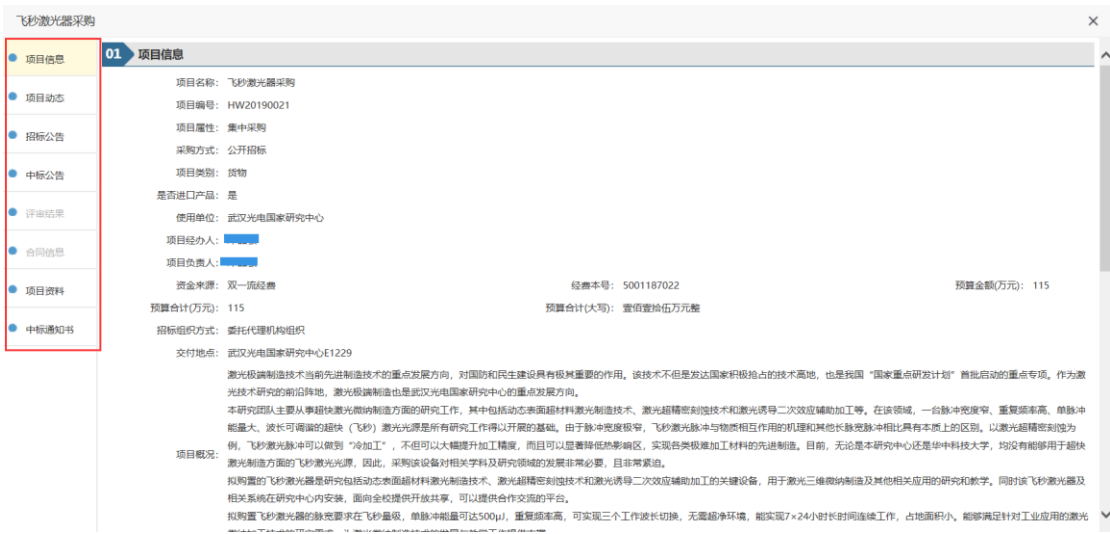 飞秒激光器采购
×
项目信息
项目动态
招标公告
中标公告
评审结果
合同信息
项目资料
中标通知书
01 项目信息
项目名称: 飞秒激光器采购
项目编号: HW20190021
项目属性: 集中采购
采购方式: 公开招标
项目类别: 货物
是否进口产品: 是
使用单位: 武汉光电国家研究中心
项目经办人:
项目负责人:
资金来源: 双一流经费 经费本号: 5001187022 预算金额(万元): 115
预算合计(万元): 115 预算合计(大写): 壹佰壹拾伍万元整
招标组织方式: 委托代理机构组织
交付地点: 武汉光电国家研究中心E1229
项目概况:
激光极端制造技术当前先进制造技术的重点发展方向，对国防和民生建设具有极其重要的作用。该技术不但是发达国家积极抢占的技术高地，也是我国“国家重点研发计划”首批启动的重点专项。作为激
光技术研究的前沿阵地，激光极端制造也是武汉光电国家研究中心的重点发展方向。
本研究团队主要从事超快激光微纳制造方面的研究工作，其中包括动态表面超材料激光制造技术、激光超精密刻蚀技术和激光诱导二次效应辅助加工等。在该领域，一台脉冲宽度窄、重复频率高、单脉冲
能量大、波长可调谐的超快（飞秒）激光光源是所有研究工作得以开展的基础。由于脉冲宽度极窄，飞秒激光脉冲与物质相互作用的机理和其他长脉宽脉冲相比具有本质上的区别。以激光超精密刻蚀为
例，飞秒激光脉冲可以做到“冷加工”，不但可以大幅提升加工精度，而且可以显著降低热影响区，实现各类极难加工材料的先进制造。目前，无论是本研究中心还是华中科技大学，均没有能够用于超快
激光制造方面的飞秒激光光源，因此，采购该设备对相关学科及研究领域的发展非常必要，且非常紧迫。
拟购置的飞秒激光器是研究包括动态表面超材料激光制造技术、激光超精密刻蚀技术和激光诱导二次效应辅助加工的关键设备，用于激光三维微纳制造及其他相关应用的研究和教学。同时该飞秒激光器及
相关系统在研究中心内安装，面向全校提供开放共享，可以提供合作交流的平台。
拟购置飞秒激光器的脉宽要求在飞秒量级，单脉冲能量可达500μJ，重复频率高，可实现三个工作波长切换，无需超净环境，能实现7×24小时长时间连续工作，占地面积小。能够满足针对工业应用的激光